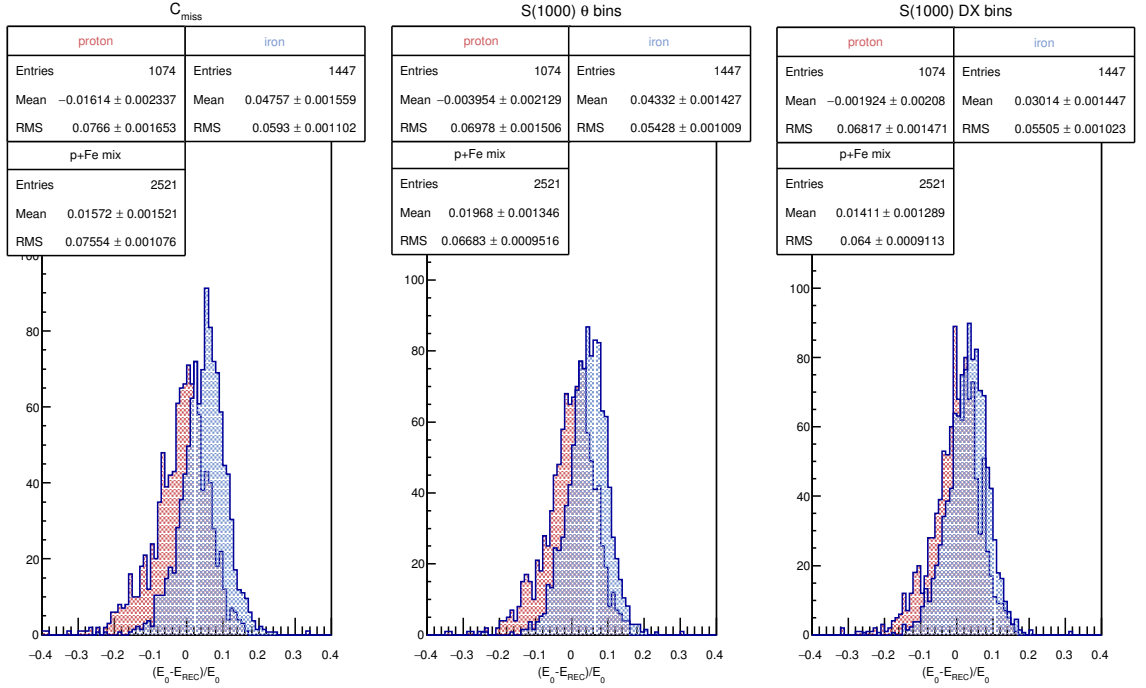 C_miss
proton iron
Entries 1074 Entries 1447
Mean −0.01614 ± 0.002337 Mean 0.04757 ± 0.001559
RMS 0.0766 ± 0.001653 RMS 0.0593 ± 0.001102
p+Fe mix
Entries 2521
Mean 0.01572 ± 0.001521
RMS 0.07554 ± 0.001076
100
80
60
40
20
0
−0.4 −0.3 −0.2 −0.1 0 0.1 0.2 0.3 0.4
(E_0-E_REC)/E_0
S(1000) θ bins
proton iron
Entries 1074 Entries 1447
Mean −0.003954 ± 0.002129 Mean 0.04332 ± 0.001427
RMS 0.06978 ± 0.001506 RMS 0.05428 ± 0.001009
p+Fe mix
Entries 2521
Mean 0.01968 ± 0.001346
RMS 0.06683 ± 0.0009516
100
80
60
40
20
0
−0.4 −0.3 −0.2 −0.1 0 0.1 0.2 0.3 0.4
(E_0-E_REC)/E_0
S(1000) DX bins
proton iron
Entries 1074 Entries 1447
Mean −0.001924 ± 0.00208 Mean 0.03014 ± 0.001447
RMS 0.06817 ± 0.001471 RMS 0.05505 ± 0.001023
p+Fe mix
Entries 2521
Mean 0.01411 ± 0.001289
RMS 0.064 ± 0.0009113
100
80
60
40
20
0
−0.4 −0.3 −0.2 −0.1 0 0.1 0.2 0.3 0.4
(E_0-E_REC)/E_0